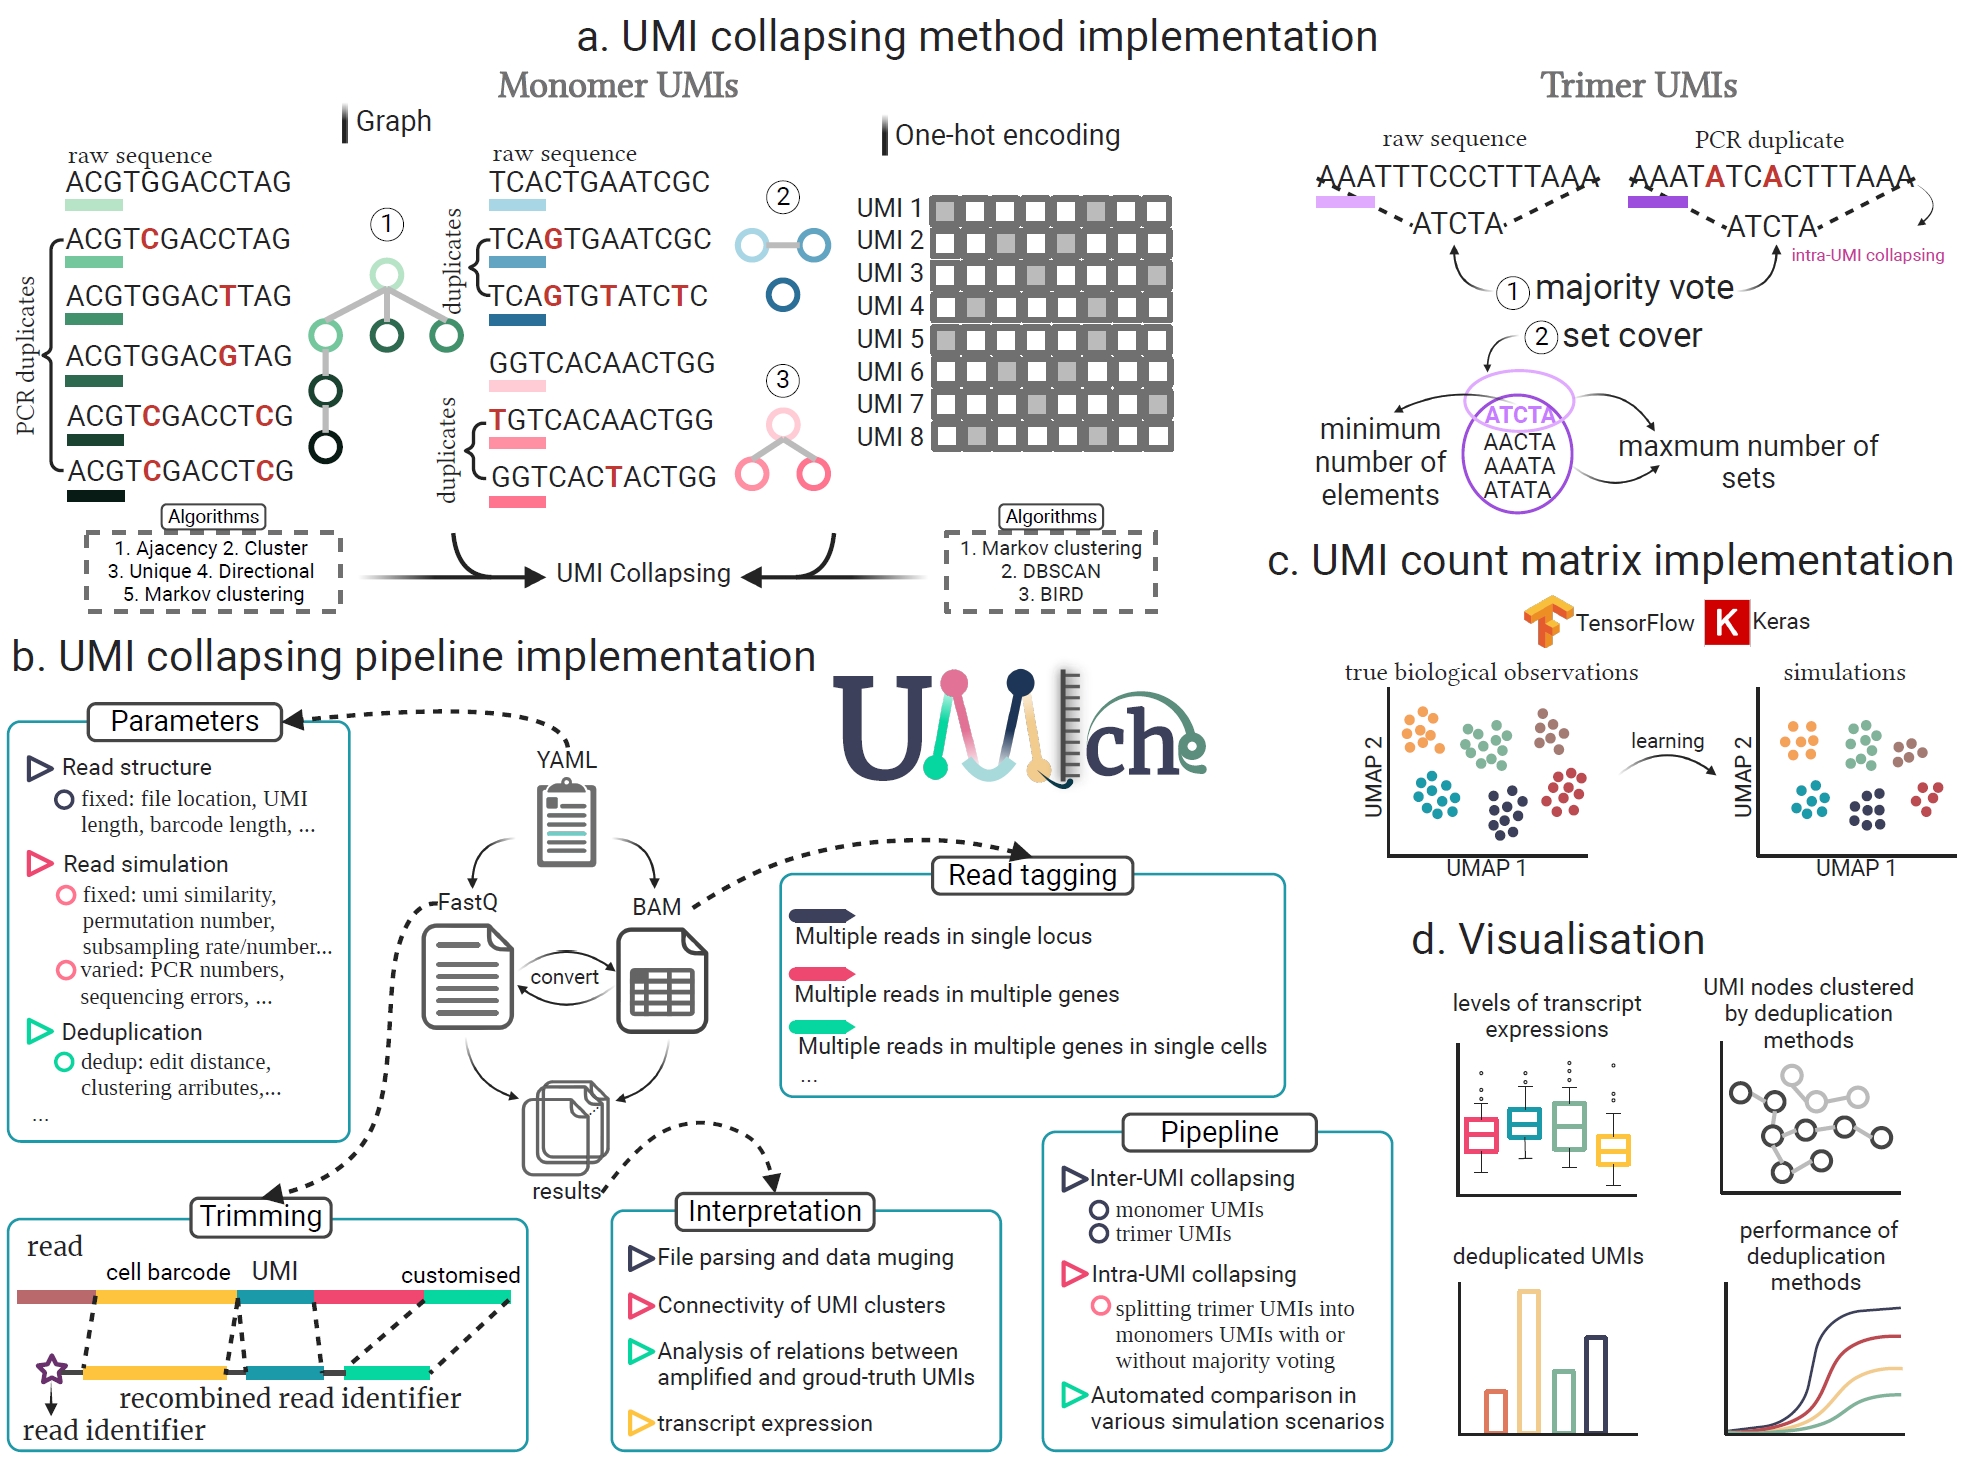 a. UMI collapsing method implementation
Monomer UMIs
Trimer UMIs
Graph
One-hot encoding
raw sequence
ACGTGGACCTAG
PCR duplicates
ACGTCGACCTAG
ACGTGGACTTAG
ACGTGGACGTAG
ACGTCGACCTCG
ACGTCGACCTCG
1
raw sequence
TCACTGAATCGC
duplicates
TCAGTGAATCGC
TCAGTGTATCTC
2
GGTCACAACTGG
duplicates
TGTCACAACTGG
GGTCACTACTGG
3
UMI 1
UMI 2
UMI 3
UMI 4
UMI 5
UMI 6
UMI 7
UMI 8
Algorithms
1. Ajacency 2. Cluster
3. Unique 4. Directional
5. Markov clustering
UMI Collapsing
Algorithms
1. Markov clustering
2. DBSCAN
3. BIRD
raw sequence
AAATTTCCCTTTAAA
ATCTA
PCR duplicate
AAATATCACTTTAAA
ATCTA
intra-UMI collapsing
1 majority vote
2 set cover
minimum
number of
elements
ATCTA
AACTA
AAATA
ATATA
maxmum number of
sets
b. UMI collapsing pipeline implementation
UMIche
Parameters
Read structure
fixed: file location, UMI
length, barcode length, ...
Read simulation
fixed: umi similarity,
permutation number,
subsampling rate/number...
varied: PCR numbers,
sequencing errors, ...
Deduplication
dedup: edit distance,
clustering arributes,...
...
YAML
FastQ
BAM
convert
results
Read tagging
Multiple reads in single locus
Multiple reads in multiple genes
Multiple reads in multiple genes in single cells
...
Trimming
read
cell barcode
UMI
customised
recombined read identifier
read identifier
Interpretation
File parsing and data muging
Connectivity of UMI clusters
Analysis of relations between
amplified and groud-truth UMIs
transcript expression
Pipepline
Inter-UMI collapsing
monomer UMIs
trimer UMIs
Intra-UMI collapsing
splitting trimer UMIs into
monomers UMIs with or
without majority voting
Automated comparison in
various simulation scenarios
c. UMI count matrix implementation
TensorFlow
K Keras
true biological observations
UMAP 2
UMAP 1
learning
simulations
UMAP 2
UMAP 1
d. Visualisation
levels of transcript
expressions
UMI nodes clustered
by deduplication
methods
deduplicated UMIs
performance of
deduplication
methods